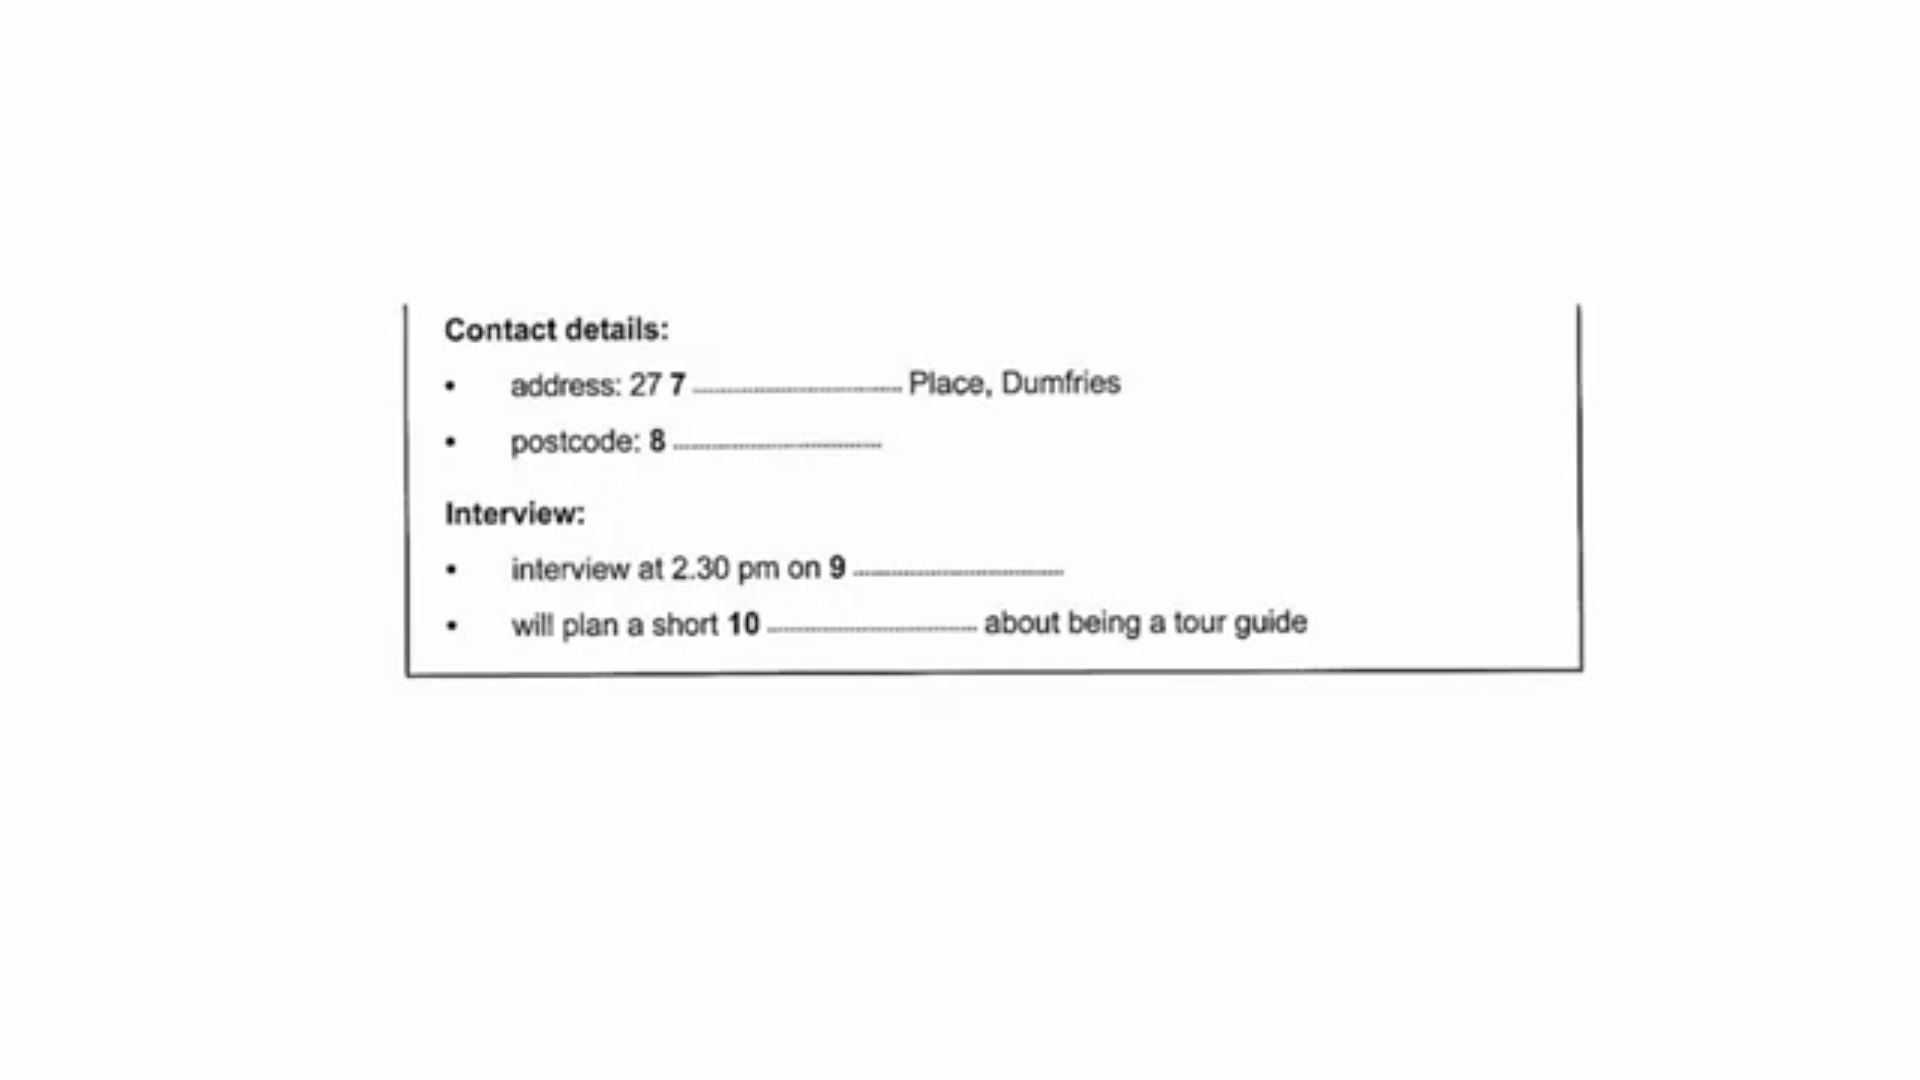 Contact details:
• address: 27 7 .................... Place, Dumfries
• postcode: 8 ....................
Interview:
• interview at 2.30 pm on 9 ....................
• will plan a short 10 .................... about being a tour guide